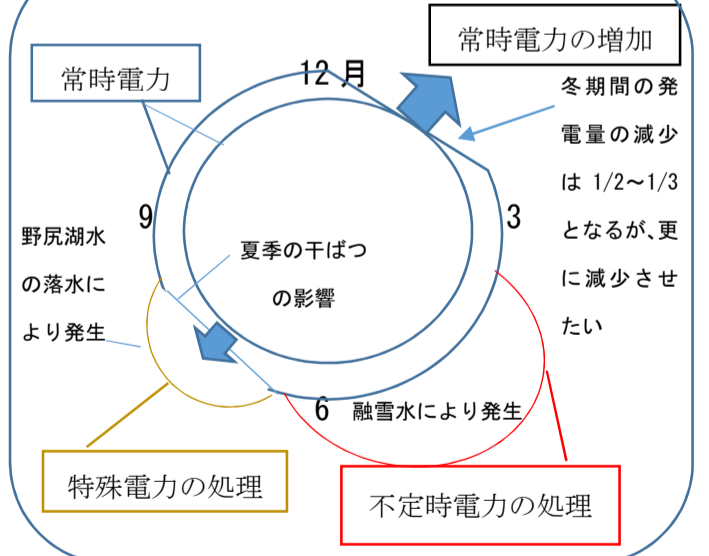 常時電力の増加
常時電力
12 月
冬期間の発
電量の減少
は 1/2～1/3
となるが、更
に減少させ
たい
9
3
野尻湖水
の落水に
より発生
夏季の干ばつ
の影響
6
融雪水により発生
特殊電力の処理
不定時電力の処理